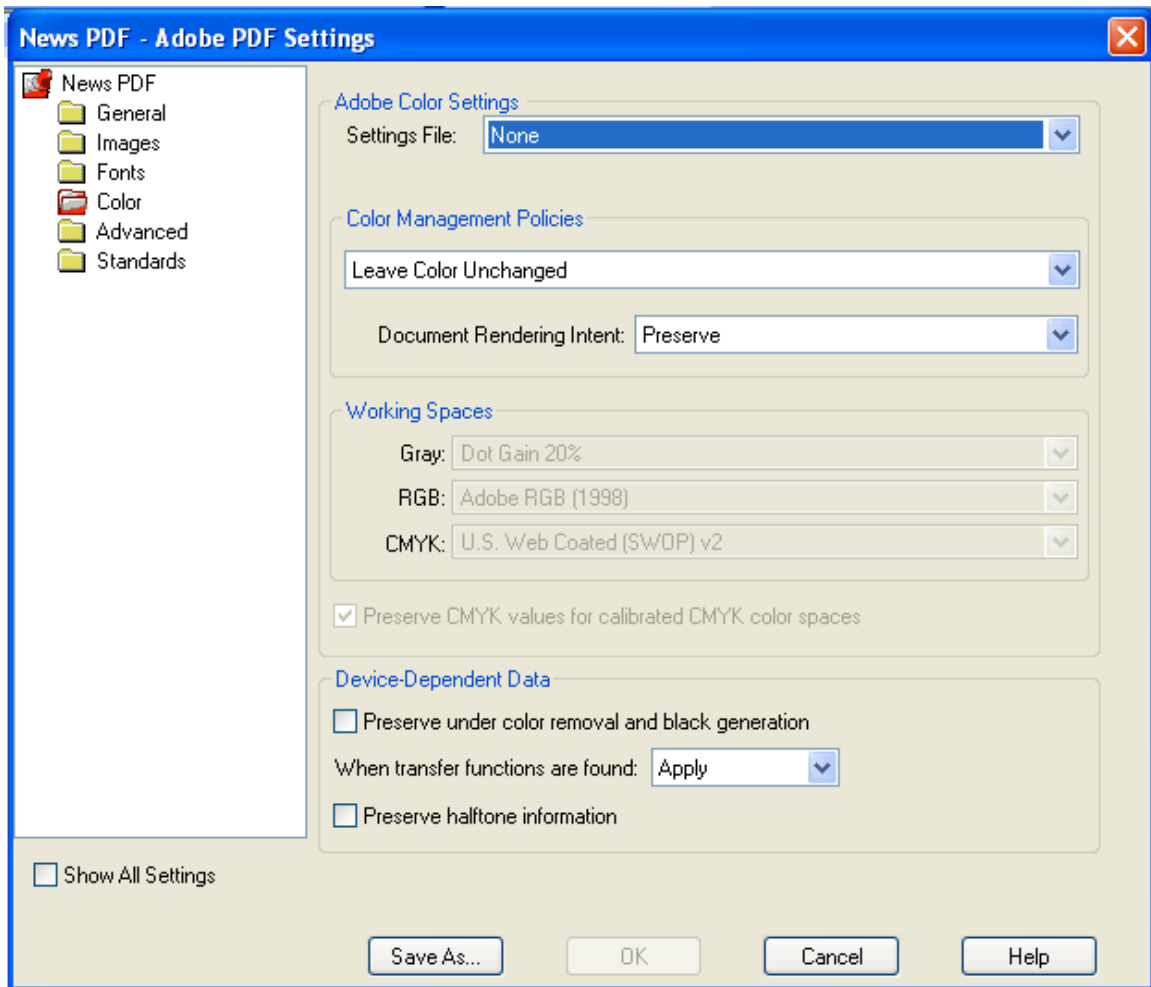 News PDF - Adobe PDF Settings
News PDF
General
Images
Fonts
Color
Advanced
Standards
Show All Settings
Adobe Color Settings
Settings File: None
Color Management Policies
Leave Color Unchanged
Document Rendering Intent: Preserve
Working Spaces
Gray: Dot Gain 20%
RGB: Adobe RGB (1998)
CMYK: U.S. Web Coated (SWOP) v2
Preserve CMYK values for calibrated CMYK color spaces
Device-Dependent Data
Preserve under color removal and black generation
When transfer functions are found: Apply
Preserve halftone information
Save As... OK Cancel Help